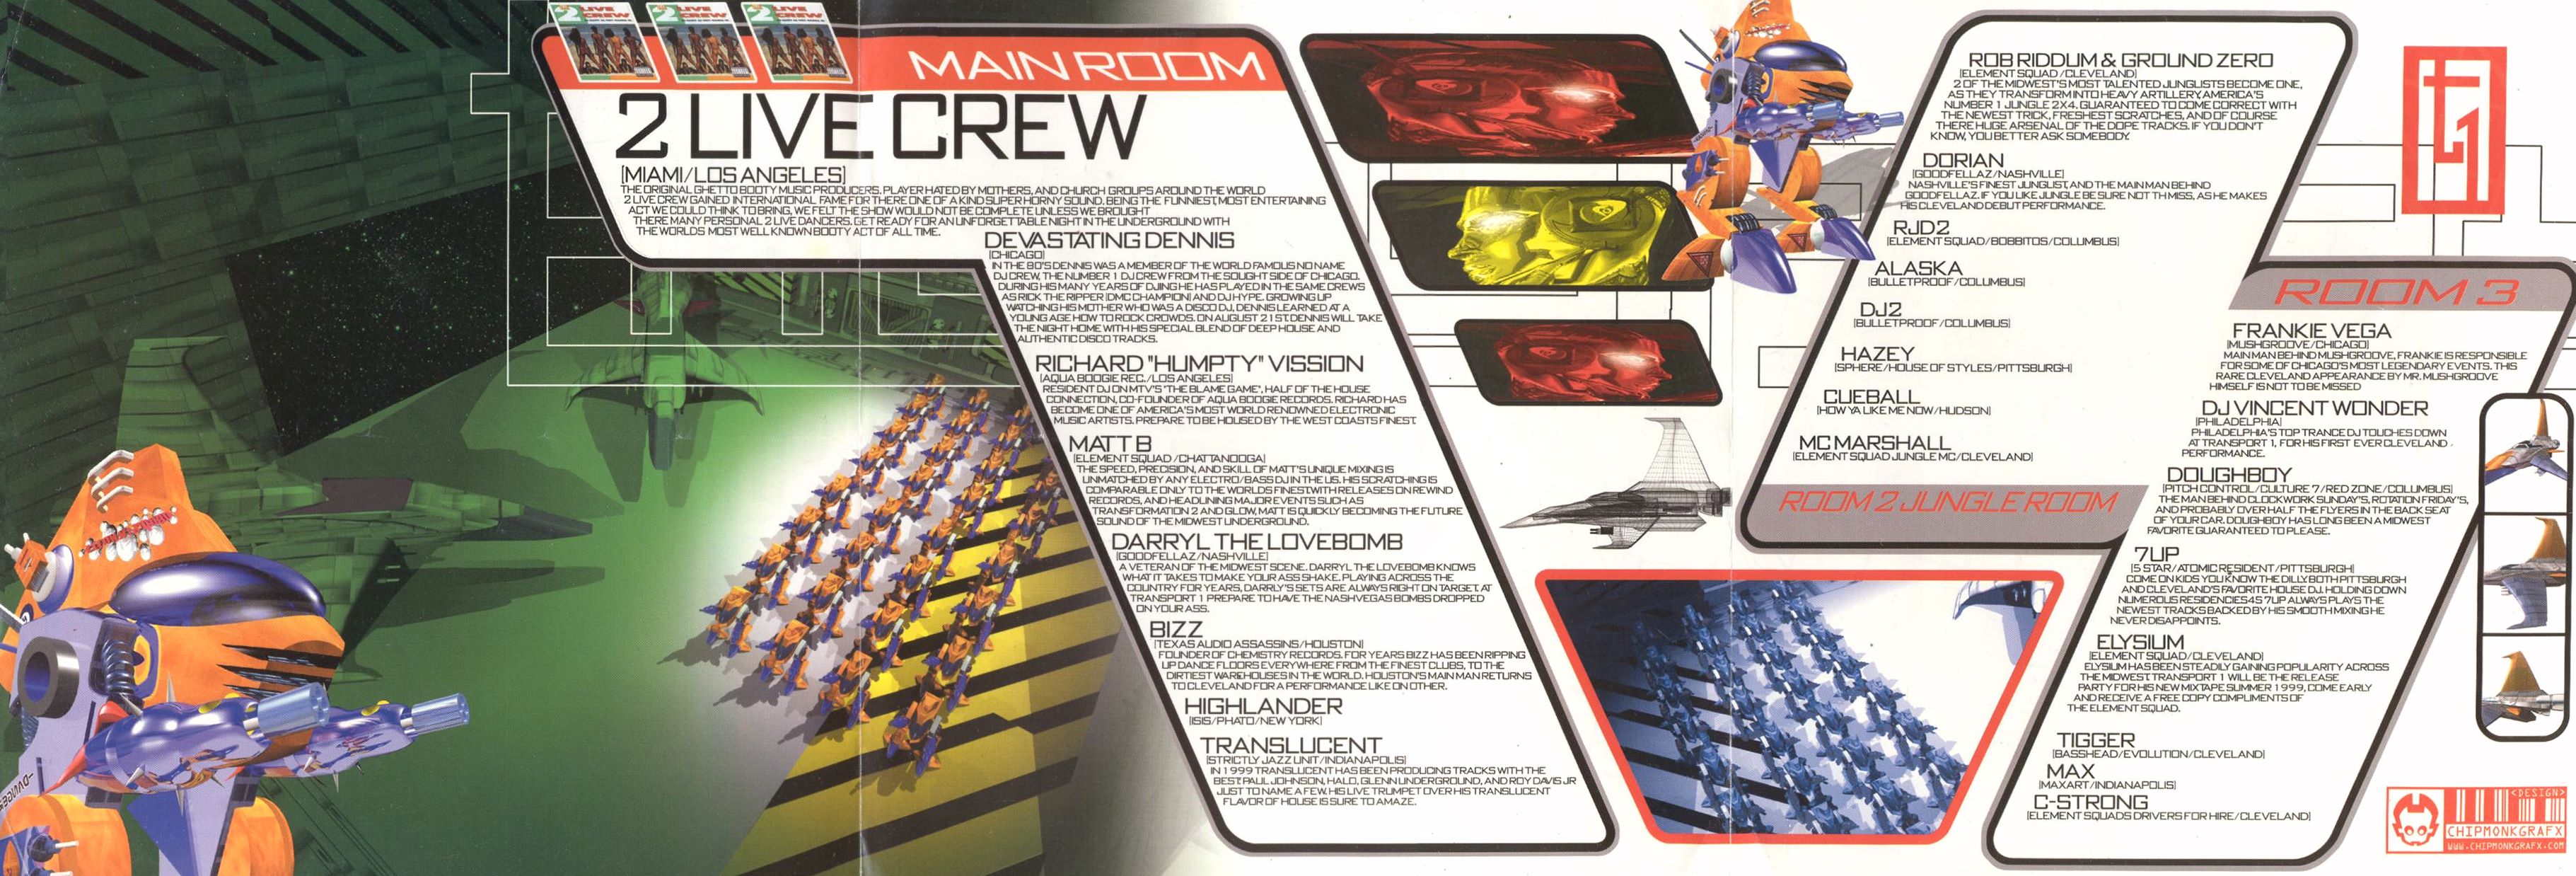 MAIN ROOM
2 LIVE CREW
[MIAMI/LOS ANGELES]
THE ORIGINAL GHETTO BOOTY MUSIC PRODUCERS. PLAYER HATED BY MOTHERS, AND CHURCH GROUPS AROUND THE WORLD
2 LIVE CREW GAINED INTERNATIONAL FAME FOR THERE ONE OF A KIND SUPER HORNY SOUND. BEING THE FUNNIEST, MOST ENTERTAINING
ACT WE COULD THINK TO BRING, WE FELT THE SHOW WOULD NOT BE COMPLETE UNLESS WE BROUGHT
THERE MANY PERSONAL 2 LIVE DANCERS. GET READY FOR AN UNFORGETTABLE NIGHT IN THE UNDERGROUND WITH
THE WORLDS MOST WELL KNOWN BOOTY ACT OF ALL TIME.
DEVASTATING DENNIS
[CHICAGO]
IN THE 80'S DENNIS WAS A MEMBER OF THE WORLD FAMOUS NO NAME
DJ CREW, THE NUMBER 1 DJ CREW FROM THE SOUGHT SIDE OF CHICAGO.
DURING HIS MANY YEARS OF DJING HE HAS PLAYED IN THE SAME CREWS
AS RICK THE RIPPER [DMC CHAMPION] AND DJ HYPE. GROWING UP
WATCHING HIS MOTHER WHO WAS A DISCO DJ, DENNIS LEARNED AT A
YOUNG AGE HOW TO ROCK CROWDS. ON AUGUST 21ST DENNIS WILL TAKE
THE NIGHT HOME WITH HIS SPECIAL BLEND OF DEEP HOUSE AND
AUTHENTIC DISCO TRACKS.
RICHARD "HUMPTY" VISSION
[AQUA BOOGIE REC./LOS ANGELES]
RESIDENT DJ ON MTV'S "THE BLAME GAME", HALF OF THE HOUSE
CONNECTION, CO-FOUNDER OF AQUA BOOGIE RECORDS. RICHARD HAS
BECOME ONE OF AMERICA'S MOST WORLD RENOWNED ELECTRONIC
MUSIC ARTISTS. PREPARE TO BE HOUSED BY THE WEST COASTS FINEST.
MATT B
[ELEMENT SQUAD/CHATTANOOGA]
THE SPEED, PRECISION, AND SKILL OF MATT'S UNIQUE MIXING IS
UNMATCHED BY ANY ELECTRO/BASS DJ IN THE US. HIS SCRATCHING IS
COMPARABLE ONLY TO THE WORLDS FINEST.WITH RELEASES ON REWIND
RECORDS, AND HEADLINING MAJOR EVENTS SUCH AS
TRANSFORMATION 2 AND GLOW, MATT IS QUICKLY BECOMING THE FUTURE
SOUND OF THE MIDWEST UNDERGROUND.
DARRYL THE LOVEBOMB
[GOODFELLAZ/NASHVILLE]
A VETERAN OF THE MIDWEST SCENE. DARRYL THE LOVEBOMB KNOWS
WHAT IT TAKES TO MAKE YOUR ASS SHAKE. PLAYING ACROSS THE
COUNTRY FOR YEARS, DARRLY'S SETS ARE ALWAYS RIGHT ON TARGET. AT
TRANSPORT 1 PREPARE TO HAVE THE NASHVEGAS BOMBS DROPPED
ON YOUR ASS.
BIZZ
[TEXAS AUDIO ASSASSINS/HOUSTON]
FOUNDER OF CHEMISTRY RECORDS. FOR YEARS BIZZ HAS BEEN RIPPING
UP DANCE FLOORS EVERYWHERE FROM THE FINEST CLUBS, TO THE
DIRTIEST WAREHOUSES IN THE WORLD. HOUSTON'S MAIN MAN RETURNS
TO CLEVELAND FOR A PERFORMANCE LIKE ON OTHER.
HIGHLANDER
[ISIS/PHATO/NEW YORK]
TRANSLUCENT
[STRICTLY JAZZ UNIT/INDIANAPOLIS]
IN 1999 TRANSLUCENT HAS BEEN PRODUCING TRACKS WITH THE
BEST: PAUL JOHNSON, HALO, GLENN UNDERGROUND, AND ROY DAVIS JR
JUST TO NAME A FEW. HIS LIVE TRUMPET OVER HIS TRANSLUCENT
FLAVOR OF HOUSE IS SURE TO AMAZE.
ROB RIDDUM & GROUND ZERO
[ELEMENT SQUAD/CLEVELAND]
2 OF THE MIDWEST'S MOST TALENTED JUNGLISTS BECOME ONE,
AS THEY TRANSFORM INTO HEAVY ARTILLERY, AMERICA'S
NUMBER 1 JUNGLE 2X4. GUARANTEED TO COME CORRECT WITH
THE NEWEST TRICK, FRESHEST SCRATCHES, AND OF COURSE
THERE HUGE ARSENAL OF THE DOPE TRACKS. IF YOU DON'T
KNOW, YOU BETTER ASK SOMEBODY.
DORIAN
[GOODFELLAZ/NASHVILLE]
NASHVILLE'S FINEST JUNGLIST, AND THE MAIN MAN BEHIND
GOODFELLAZ. IF YOU LIKE JUNGLE BE SURE NOT TH MISS, AS HE MAKES
HIS CLEVELAND DEBUT PERFORMANCE.
RJD2
[ELEMENT SQUAD/BOBBITOS/COLUMBUS]
ALASKA
[BULLETPROOF/COLUMBUS]
DJ2
[BULLETPROOF/COLUMBUS]
HAZEY
[SPHERE/HOUSE OF STYLES/PITTSBURGH]
CUEBALL
[HOW YA LIKE ME NOW/HUDSON]
MC MARSHALL
[ELEMENT SQUAD JUNGLE MC/CLEVELAND]
ROOM 2 JUNGLE ROOM
ROOM 3
FRANKIE VEGA
[MUSHGROOVE/CHICAGO]
MAIN MAN BEHIND MUSHGROOVE, FRANKIE IS RESPONSIBLE
FOR SOME OF CHICAGO'S MOST LEGENDARY EVENTS. THIS
RARE CLEVELAND APPEARANCE BY MR. MUSHGROOVE
HIMSELF IS NOT TO BE MISSED
DJ VINCENT WONDER
[PHILADELPHIA]
PHILADELPHIA'S TOP TRANCE DJ TOUCHES DOWN
AT TRANSPORT 1, FOR HIS FIRST EVER CLEVELAND
PERFORMANCE.
DOUGHBOY
[PITCH CONTROL/CULTURE 7/RED ZONE/COLUMBUS]
THE MAN BEHIND CLOCKWORK SUNDAY'S, ROTATION FRIDAY'S,
AND PROBABLY OVER HALF THE FLYERS IN THE BACK SEAT
OF YOUR CAR. DOUGHBOY HAS LONG BEEN A MIDWEST
FAVORITE GUARANTEED TO PLEASE.
7UP
[5 STAR/ATOMIC RESIDENT/PITTSBURGH]
COME ON KIDS YOU KNOW THE DILLY. BOTH PITTSBURGH
AND CLEVELAND'S FAVORITE HOUSE DJ. HOLDING DOWN
NUMEROUS RESIDENCIES 4S 7UP ALWAYS PLAYS THE
NEWEST TRACKS BACKED BY HIS SMOOTH MIXING HE
NEVER DISAPPOINTS.
ELYSIUM
[ELEMENT SQUAD/CLEVELAND]
ELYSIUM HAS BEEN STEADILY GAINING POPULARITY ACROSS
THE MIDWEST. TRANSPORT 1 WILL BE THE RELEASE
PARTY FOR HIS NEW MIXTAPE SUMMER 1999, COME EARLY
AND RECEIVE A FREE COPY COMPLIMENTS OF
THE ELEMENT SQUAD.
TIGGER
[BASSHEAD/EVOLUTION/CLEVELAND]
MAX
[MAXART/INDIANAPOLIS]
C-STRONG
[ELEMENT SQUADS DRIVERS FOR HIRE/CLEVELAND]
<DESIGN>
CHIPMONKGRAFX
WWW.CHIPMONKGRAFX.COM
2 LIVE CREW
2 LIVE CREW
2 LIVE CREW